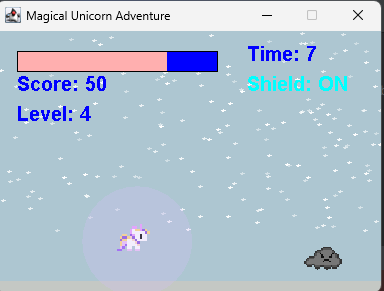 Magical Unicorn Adventure
Time: 7
Score: 50
Shield: ON
Level: 4